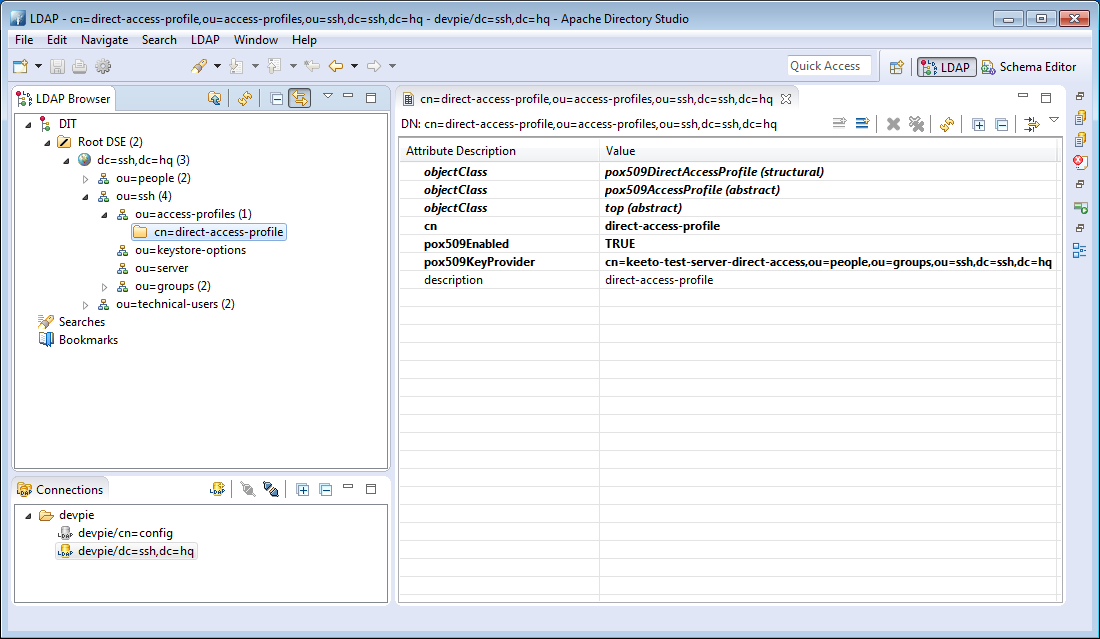 LDAP - cn=direct-access-profile,ou=access-profiles,ou=ssh,dc=ssh,dc=hq - devpie/dc=ssh,dc=hq - Apache Directory Studio
File Edit Navigate Search LDAP Window Help
Quick Access LDAP Schema Editor
LDAP Browser
DIT
Root DSE (2)
dc=ssh,dc=hq (3)
ou=people (2)
ou=ssh (4)
ou=access-profiles (1)
cn=direct-access-profile
ou=keystore-options
ou=server
ou=groups (2)
ou=technical-users (2)
Searches
Bookmarks
Connections
devpie
devpie/cn=config
devpie/dc=ssh,dc=hq
cn=direct-access-profile,ou=access-profiles,ou=ssh,dc=ssh,dc=hq
DN: cn=direct-access-profile,ou=access-profiles,ou=ssh,dc=ssh,dc=hq
Attribute Description Value
objectClass pox509DirectAccessProfile (structural)
objectClass pox509AccessProfile (abstract)
objectClass top (abstract)
cn direct-access-profile
pox509Enabled TRUE
pox509KeyProvider cn=keeto-test-server-direct-access,ou=people,ou=groups,ou=ssh,dc=ssh,dc=hq
description direct-access-profile